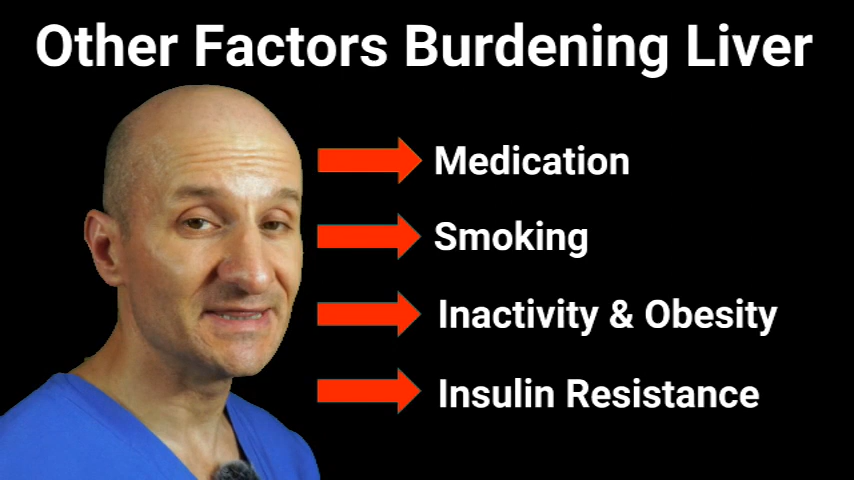 Other Factors Burdening Liver
Medication
Smoking
Inactivity & Obesity
Insulin Resistance